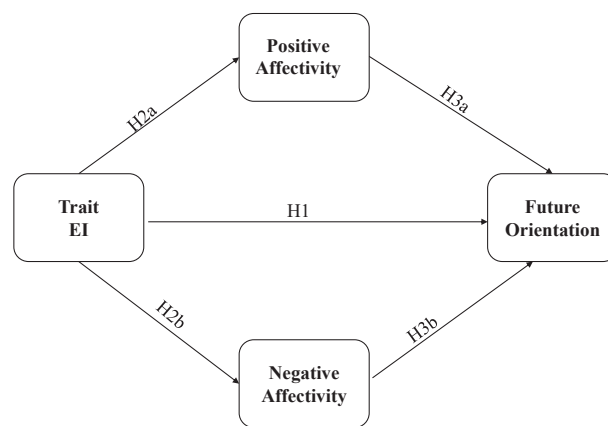 Positive
Affectivity
H2a
H3a
Trait
EI
H1
Future
Orientation
H2b
H3b
Negative
Affectivity